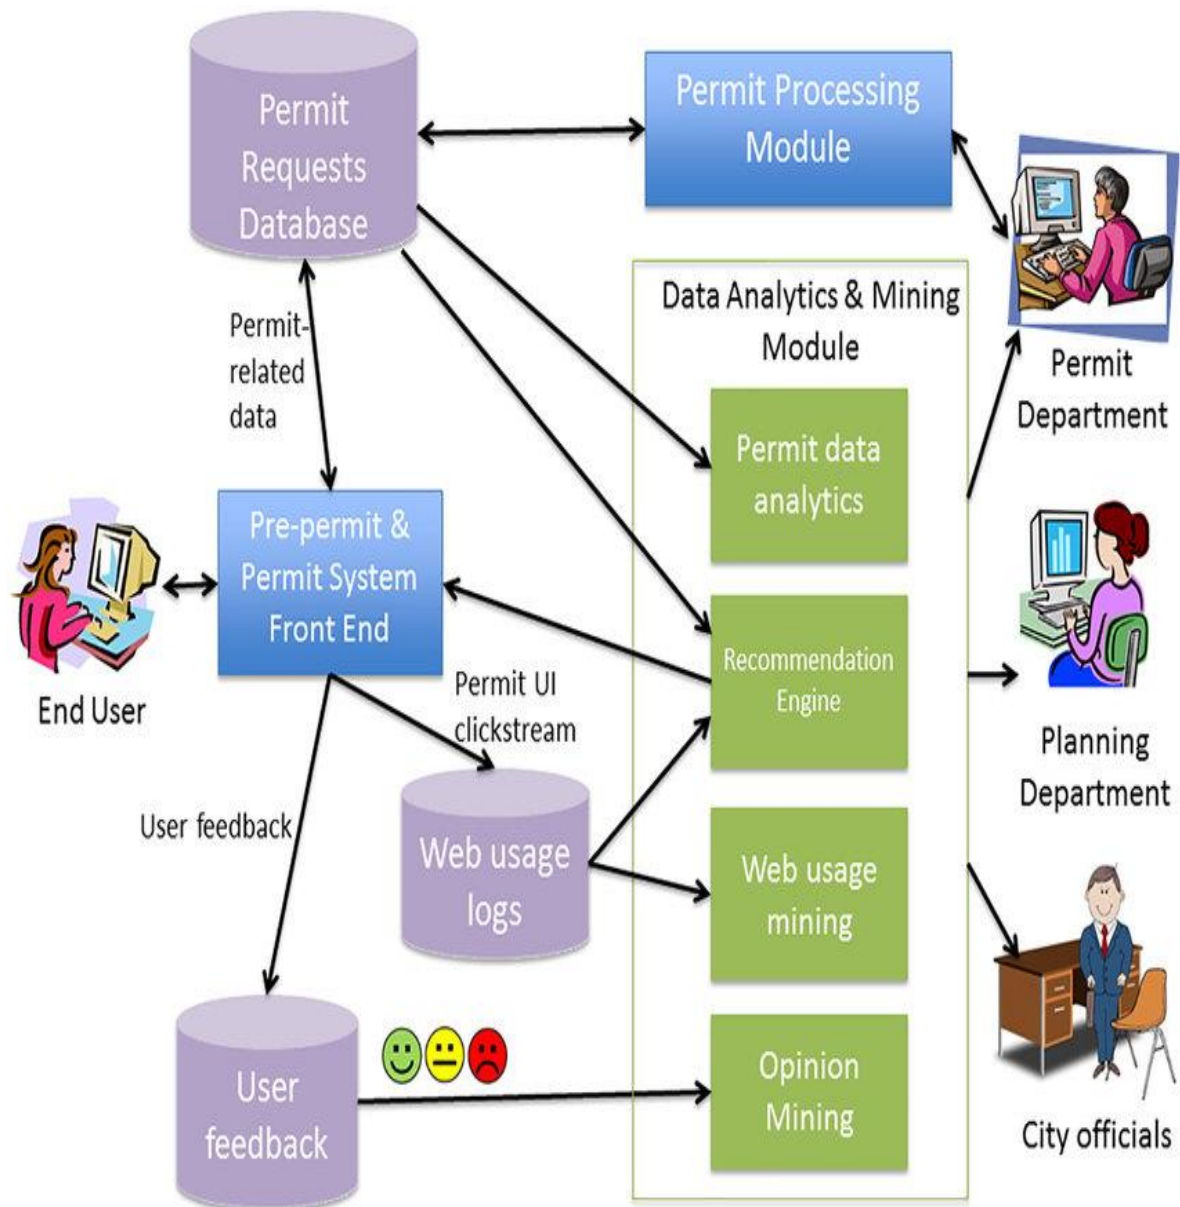 Permit
Requests
Database
Permit Processing
Module
Data Analytics & Mining
Module
Permit-
related
data
Permit
Department
Permit data
analytics
Pre-permit &
Permit System
Front End
End User
Recommendation
Engine
Permit UI
clickstream
Planning
Department
User feedback
Web usage
logs
Web usage
mining
User
feedback
Opinion
Mining
City officials